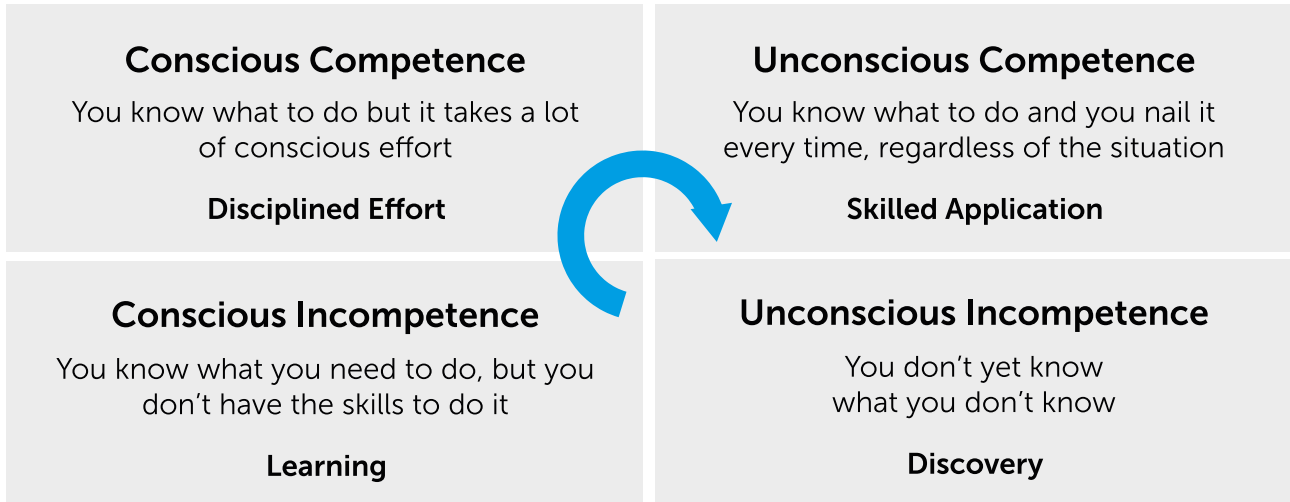 Conscious Competence
You know what to do but it takes a lot
of conscious effort
Disciplined Effort
Unconscious Competence
You know what to do and you nail it
every time, regardless of the situation
Skilled Application
Conscious Incompetence
You know what you need to do, but you
don’t have the skills to do it
Learning
Unconscious Incompetence
You don’t yet know
what you don’t know
Discovery